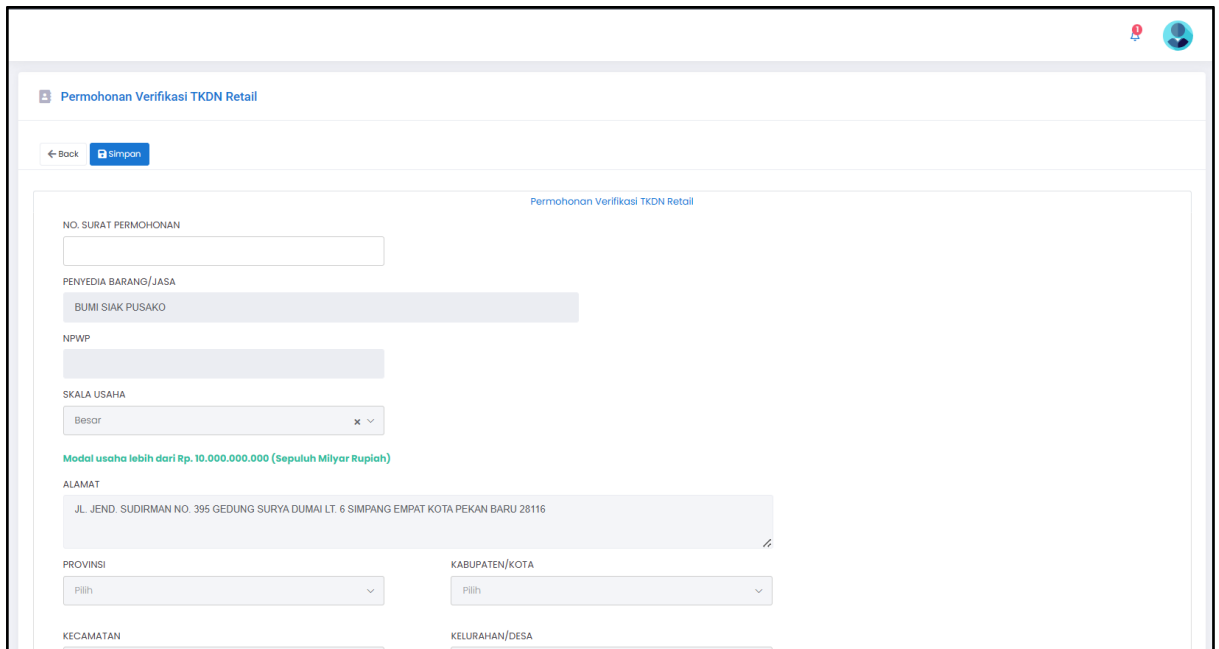 1
Permohonan Verifikasi TKDN Retail
Back Simpan
Permohonan Verifikasi TKDN Retail
NO. SURAT PERMOHONAN
PENYEDIA BARANG/JASA
BUMI SIAK PUSAKO
NPWP
SKALA USAHA
Besar
Modal usaha lebih dari Rp. 10.000.000.000 (Sepuluh Milyar Rupiah)
ALAMAT
JL. JEND. SUDIRMAN NO. 395 GEDUNG SURYA DUMAI LT. 6 SIMPANG EMPAT KOTA PEKAN BARU 28116
PROVINSI KABUPATEN/KOTA
Pilih Pilih
KECAMATAN KELURAHAN/DESA